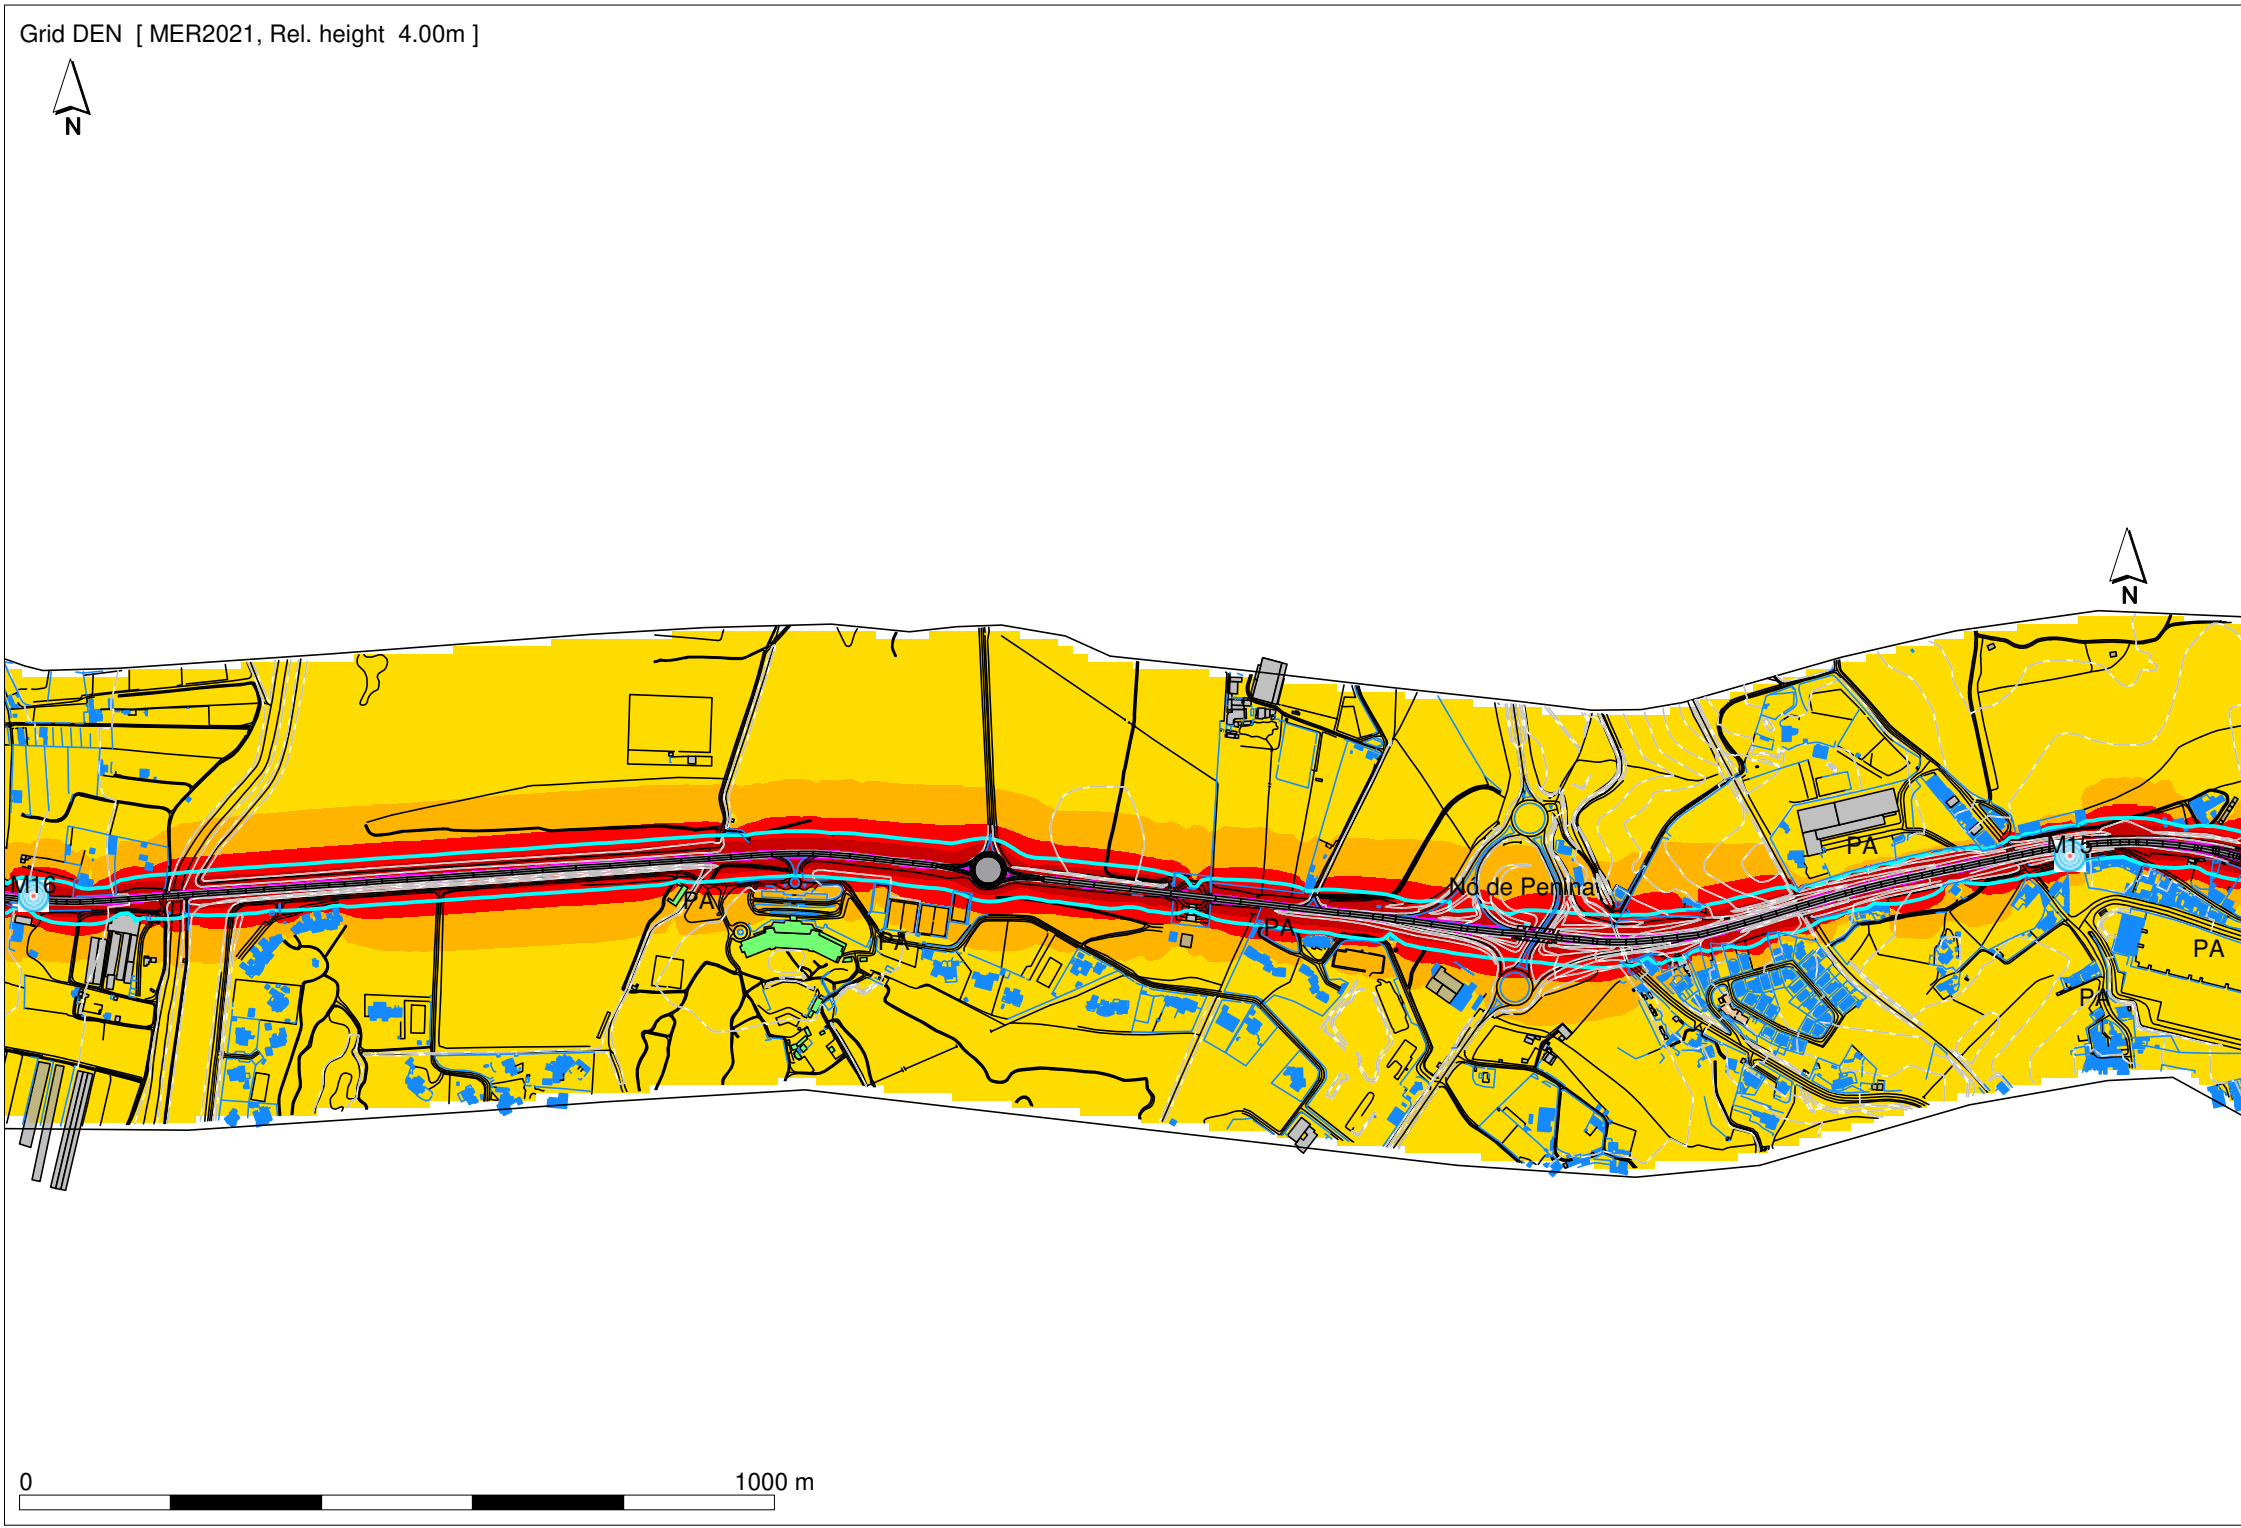 Grid DEN [ MER2021, Rel. height 4.00m ]
N
N
M15
PA
M16
Nó de Penina
PA
PA
PA
PA
PA
0 1000 m